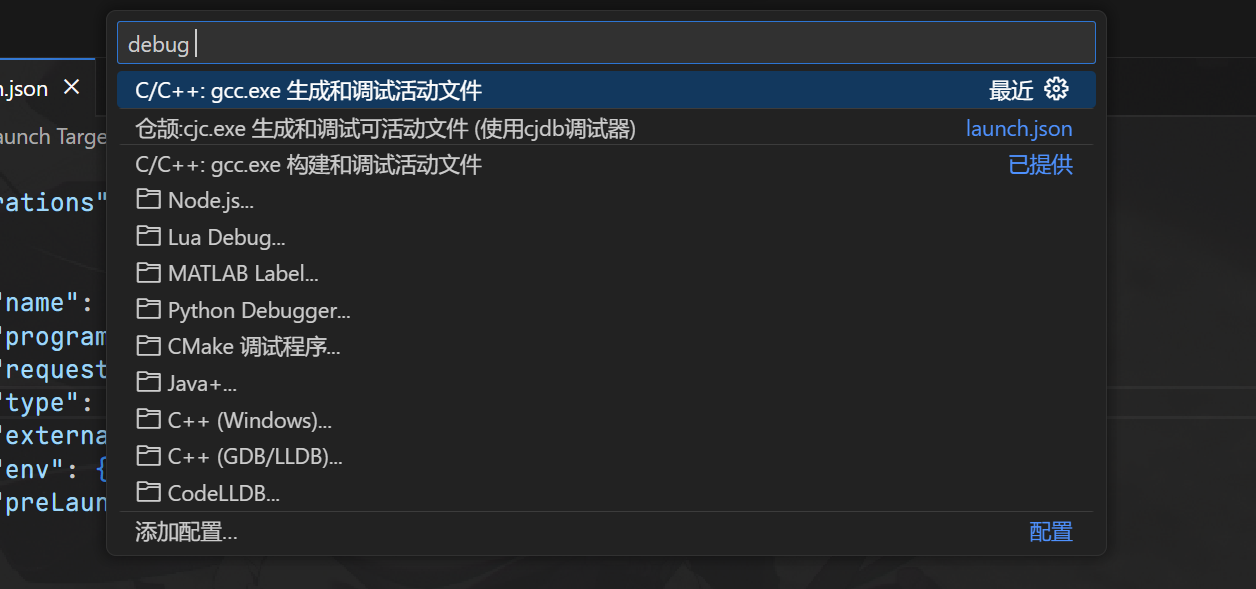 debug
C/C++: gcc.exe 生成和调试活动文件 最近
.json
仓颉:cjc.exe 生成和调试可活动文件 (使用cjdb调试器) launch.json
aunch Targe
C/C++: gcc.exe 构建和调试活动文件 已提供
rations"
Node.js...
Lua Debug...
MATLAB Label...
"name":
Python Debugger...
"program
CMake 调试程序...
"request
Java+...
"type":
C++ (Windows)...
"externa
C++ (GDB/LLDB)...
"env": {
CodeLLDB...
"preLaun
添加配置... 配置